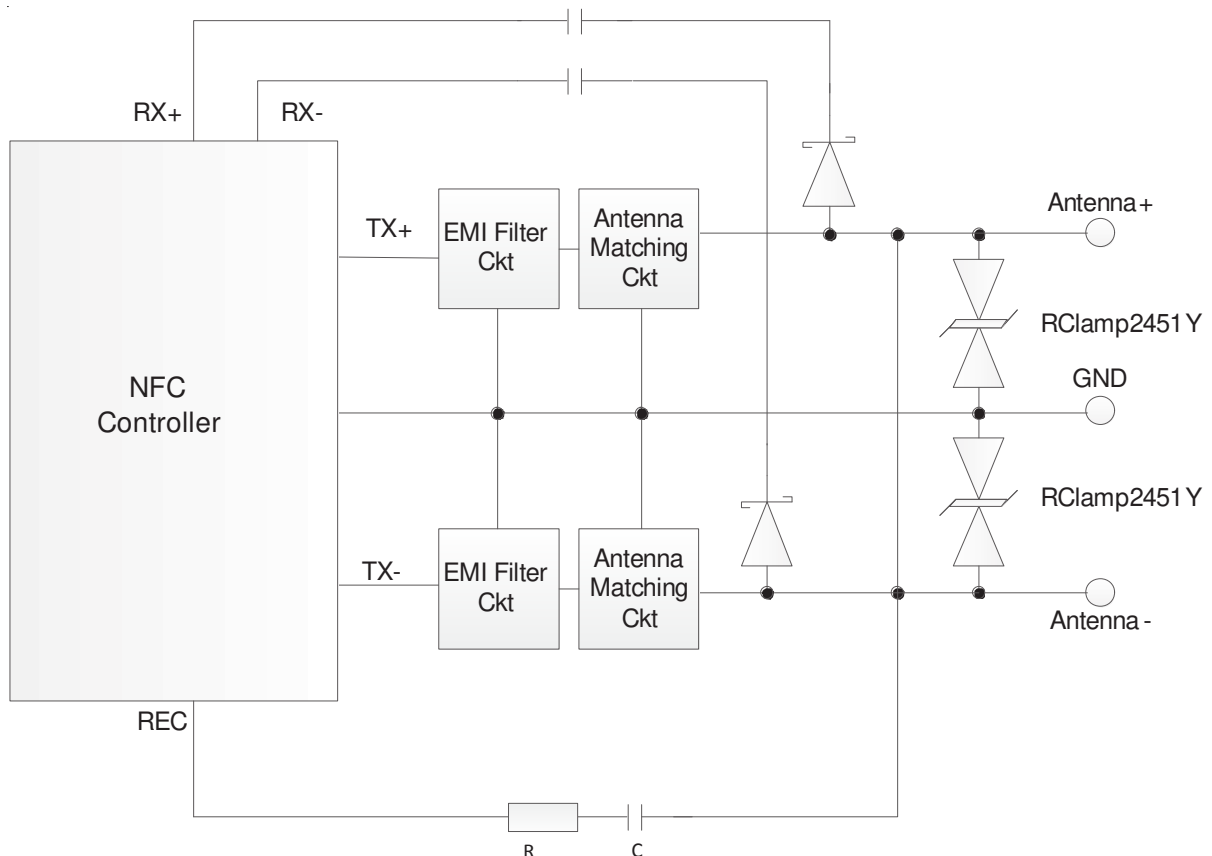 RX+
RX-
TX+
EMI Filter
Ckt
Antenna
Matching
Ckt
Antenna+
RClamp2451Y
NFC
Controller
GND
TX-
EMI Filter
Ckt
Antenna
Matching
Ckt
RClamp2451Y
Antenna-
REC
R
C